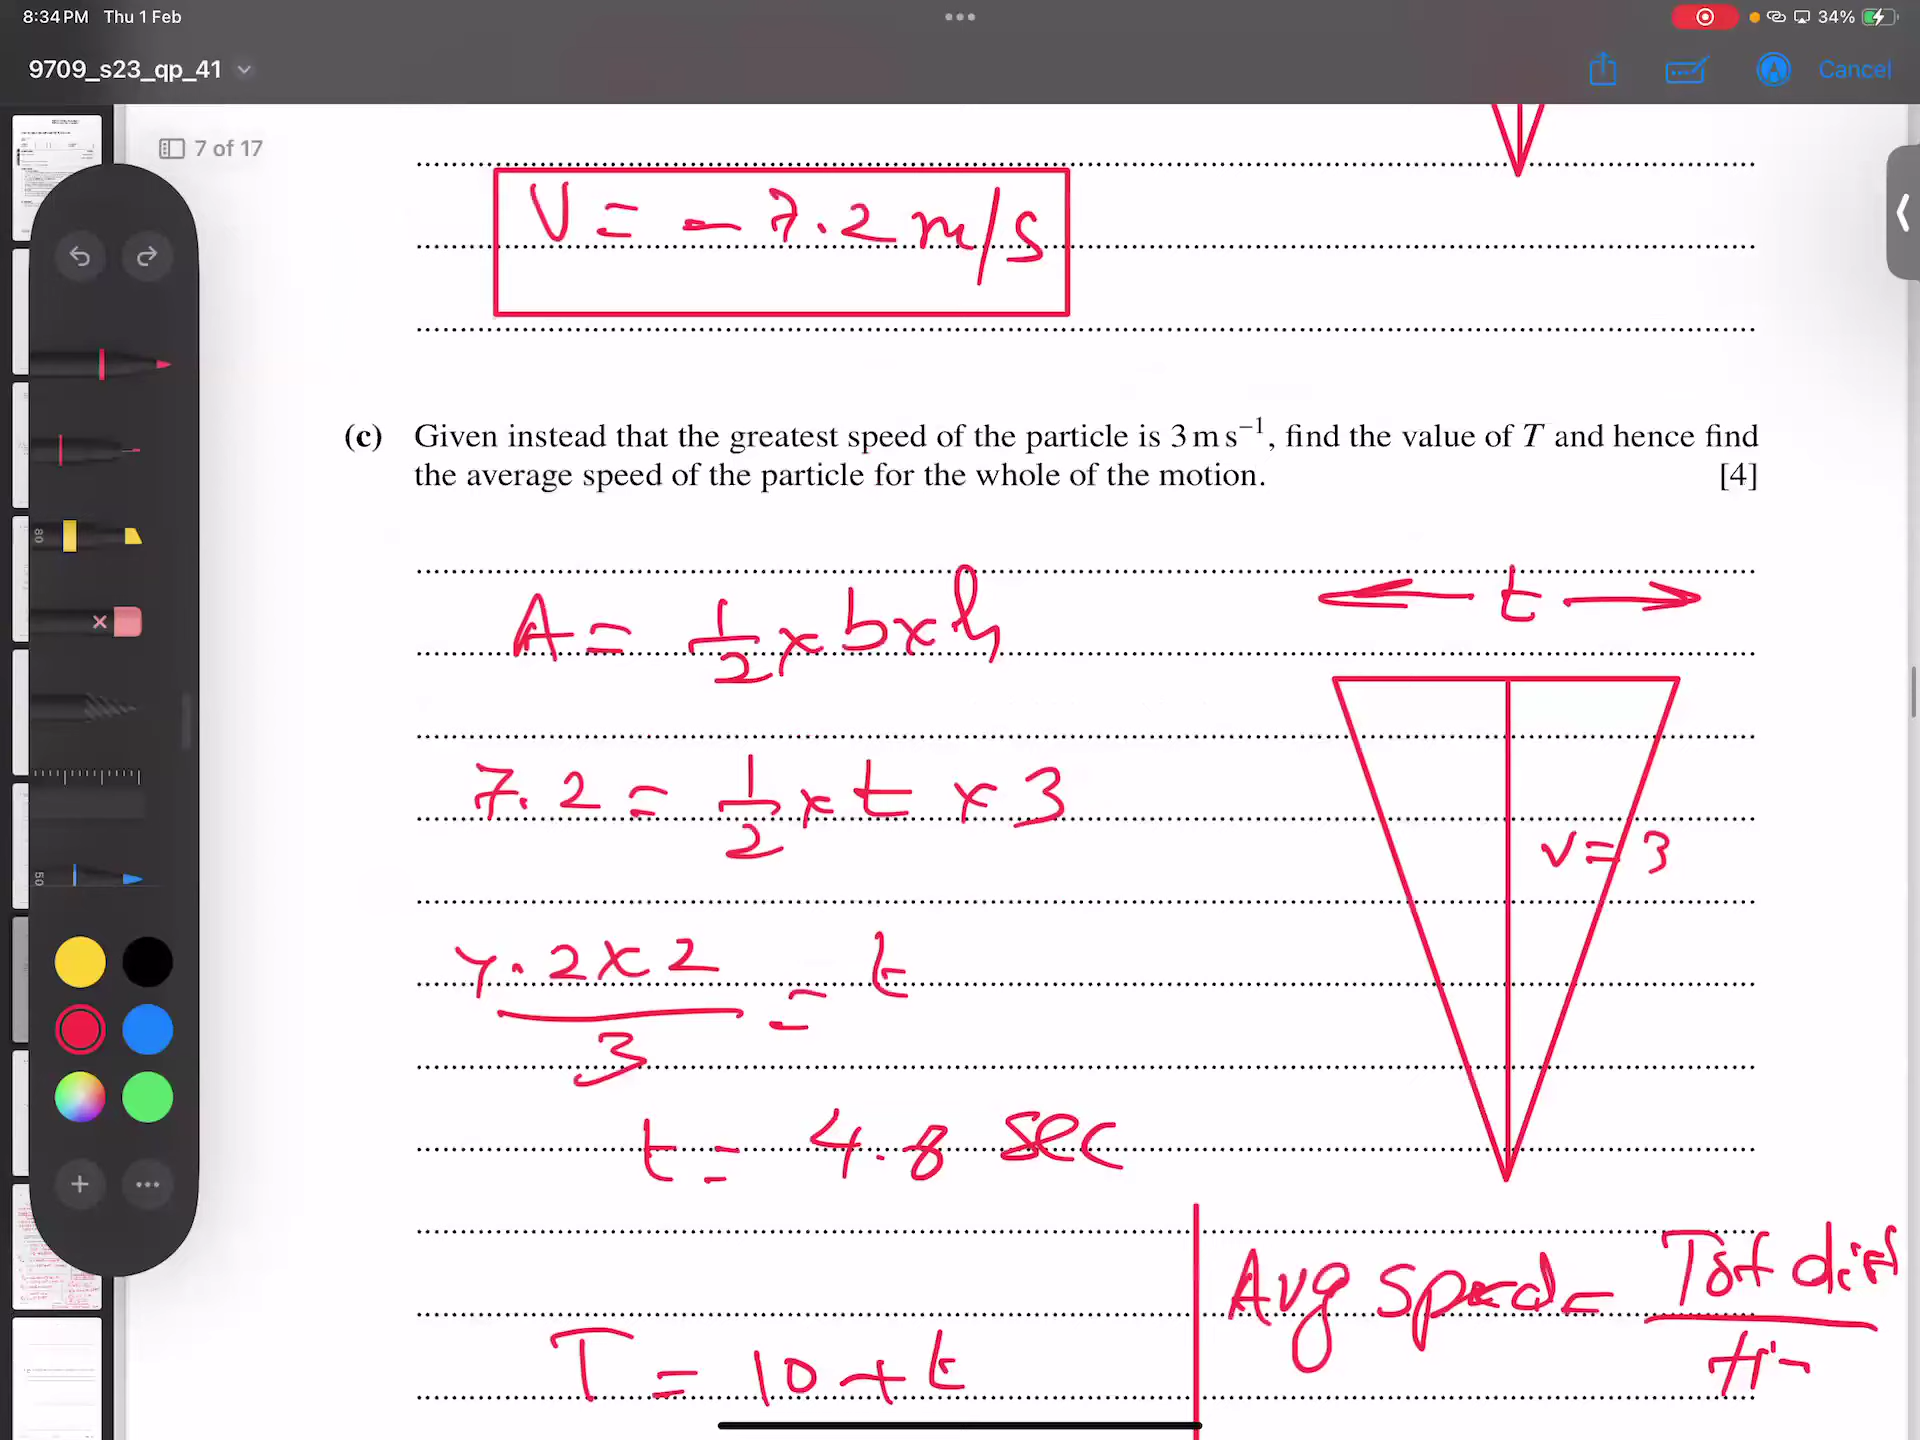 8:34 PM Thu 1 Feb
34%
9709_s23_qp_41
Cancel
7 of 17
V = - 7.2 m/s
(c) Given instead that the greatest speed of the particle is 3 m s⁻¹, find the value of T and hence find
the average speed of the particle for the whole of the motion. [4]
t
A = 1/2 x b x h
7.2 = 1/2 x t x 3
V = 3
7.2 x 2 / 3 = t
t = 4.8 sec
T = 10 + t
Avg speed = Tot dist /
80
50